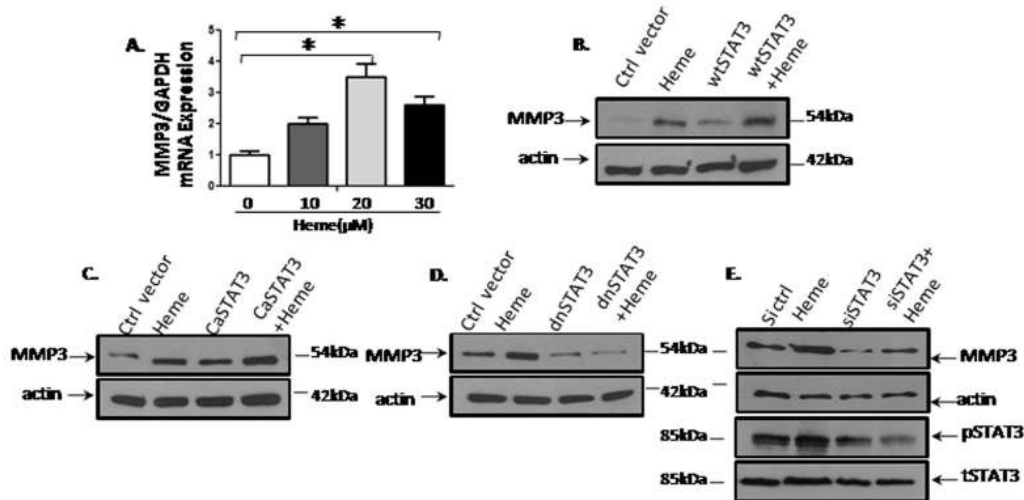 A.
MMP3/GAPDH
mRNA Expression
5
4
3
2
1
0
*
*
0 10 20 30
Heme(µM)
B.
Ctrl vector
Heme
wtSTAT3
wtSTAT3
+Heme
MMP3
54kDa
actin
42kDa
C.
Ctrl vector
Heme
CaSTAT3
CaSTAT3
+Heme
MMP3
54kDa
actin
42kDa
D.
Ctrl vector
Heme
dnSTAT3
dnSTAT3
+Heme
MMP3
54kDa
actin
42kDa
E.
Sictrl
Heme
siSTAT3
siSTAT3+
Heme
MMP3
actin
85kDa
pSTAT3
85kDa
tSTAT3